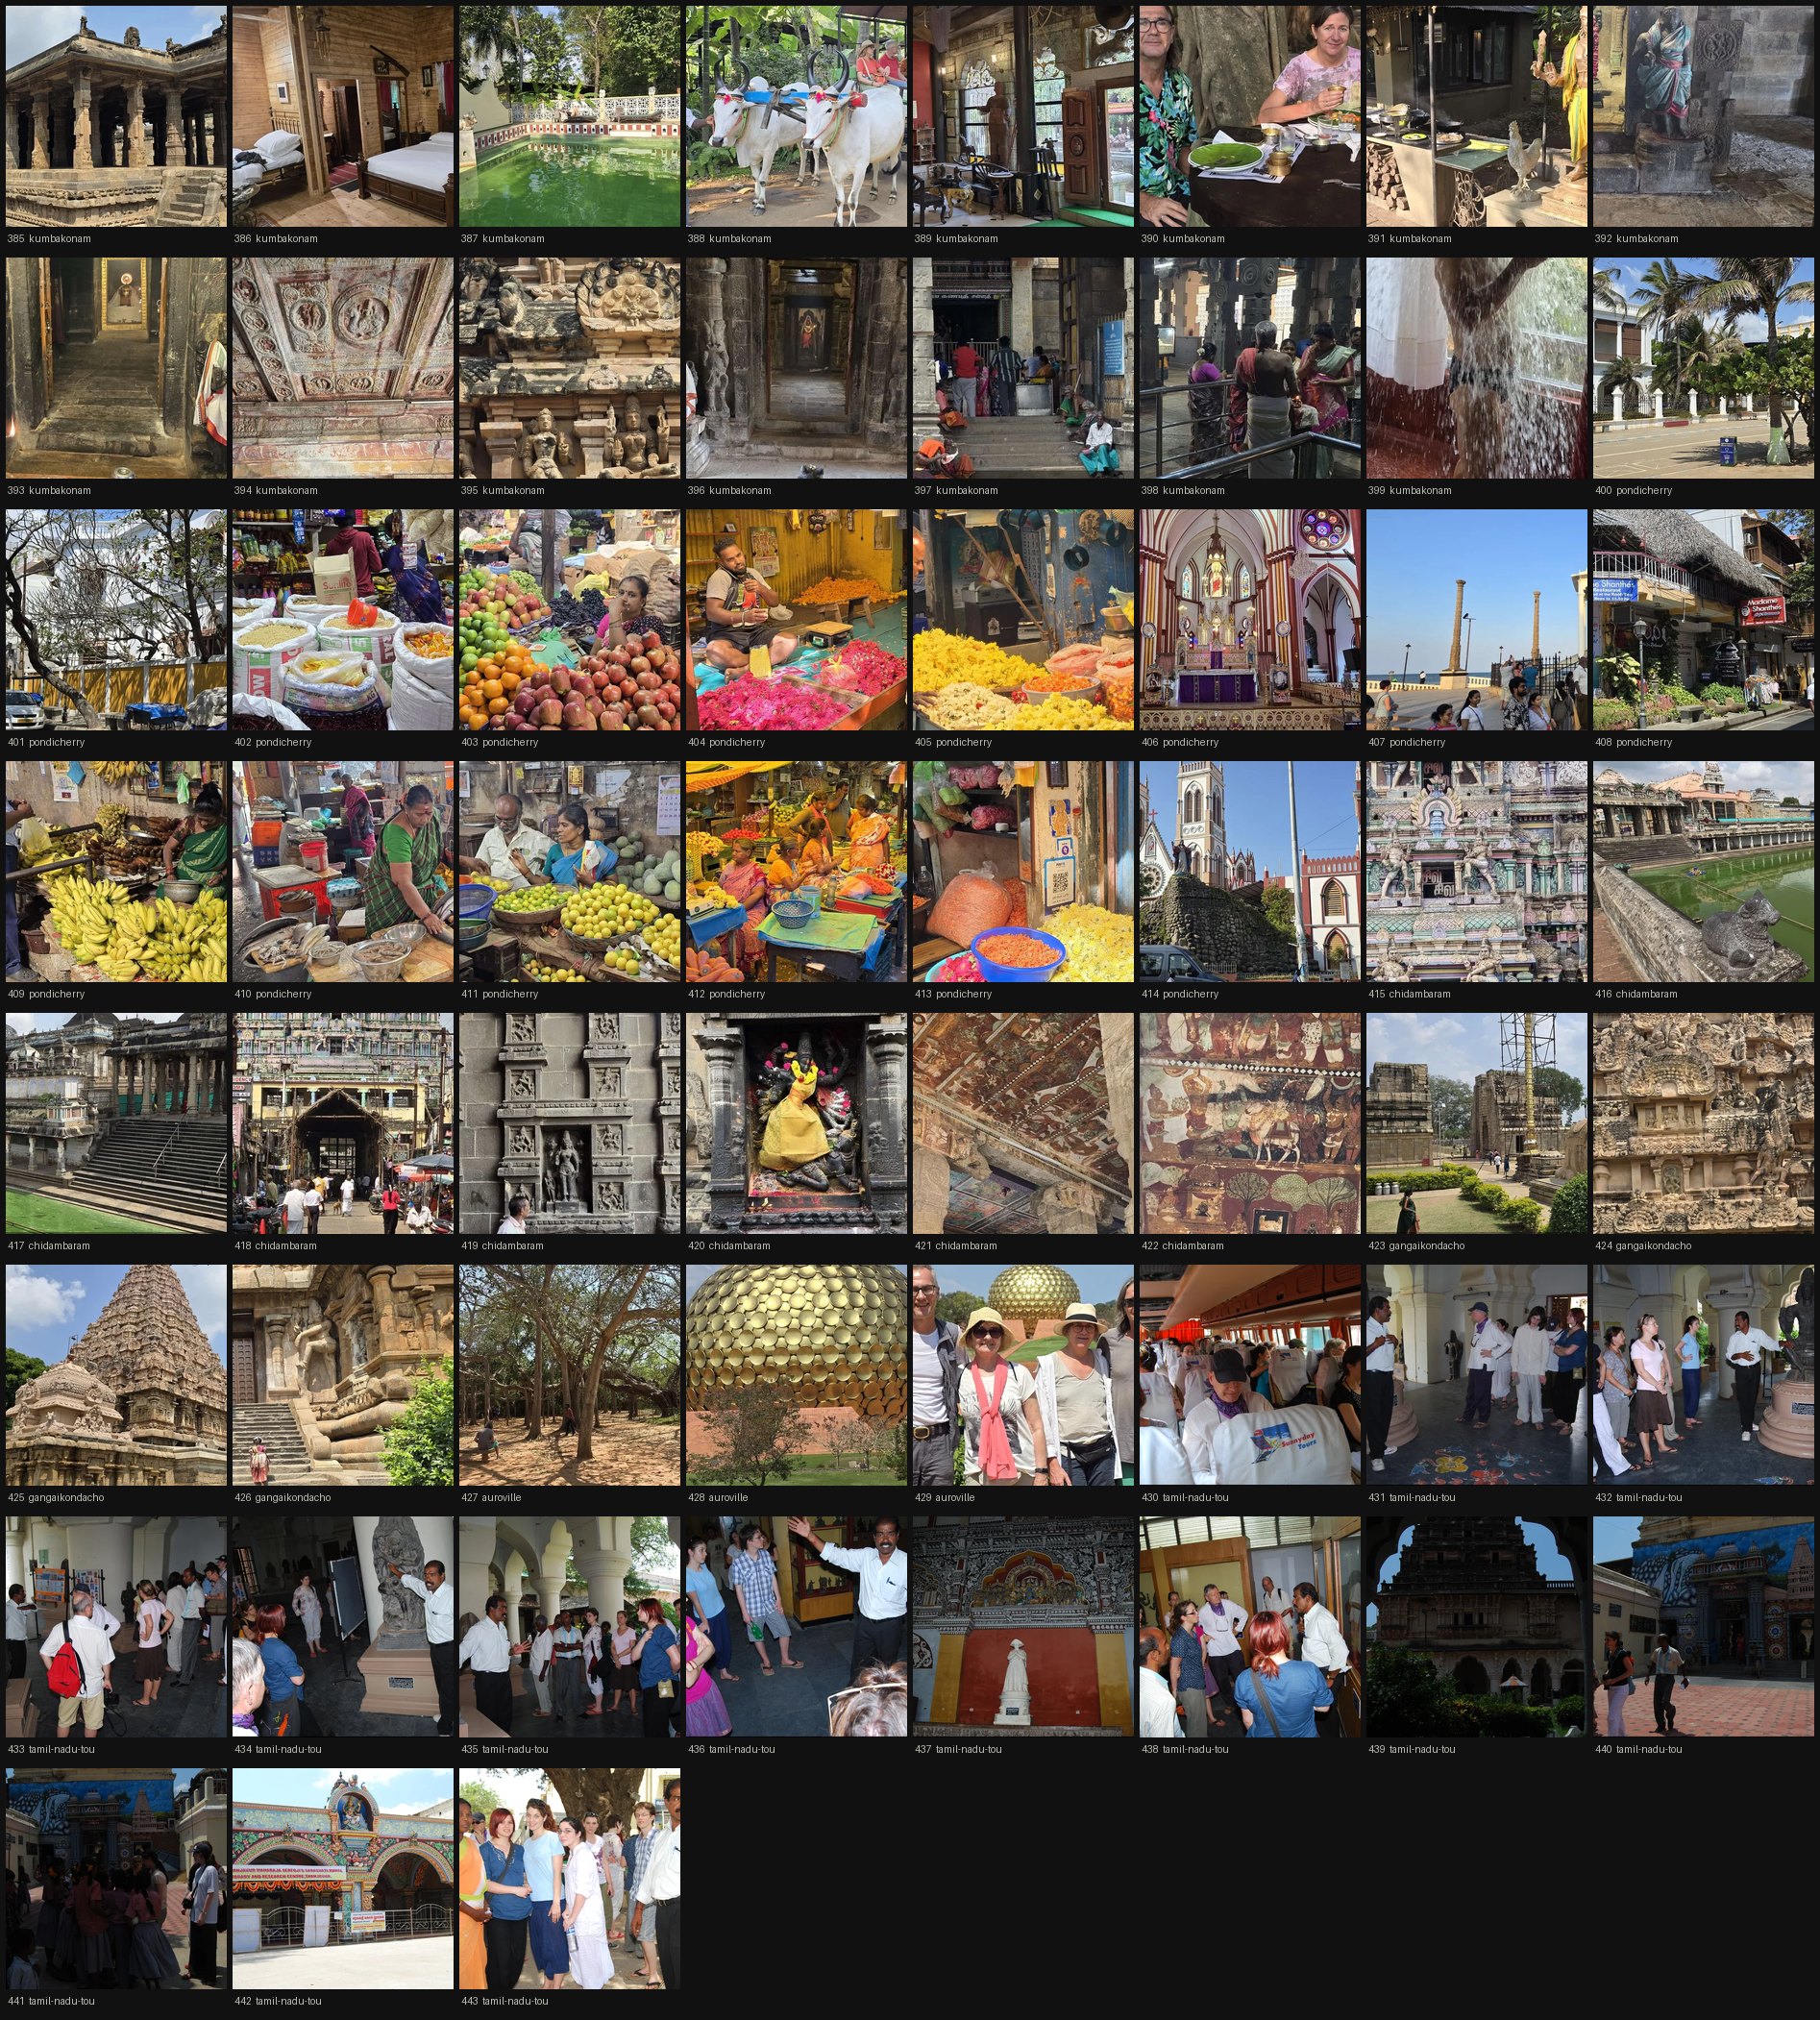 385 kumbakonam
386 kumbakonam
387 kumbakonam
388 kumbakonam
389 kumbakonam
390 kumbakonam
391 kumbakonam
392 kumbakonam
393 kumbakonam
394 kumbakonam
395 kumbakonam
396 kumbakonam
397 kumbakonam
398 kumbakonam
399 kumbakonam
400 pondicherry
Madame
Shanthés
401 pondicherry
402 pondicherry
403 pondicherry
404 pondicherry
405 pondicherry
406 pondicherry
407 pondicherry
408 pondicherry
409 pondicherry
410 pondicherry
411 pondicherry
412 pondicherry
413 pondicherry
414 pondicherry
415 chidambaram
416 chidambaram
417 chidambaram
418 chidambaram
419 chidambaram
420 chidambaram
421 chidambaram
422 chidambaram
423 gangaikondacho
424 gangaikondacho
Sunnyday
Tours
425 gangaikondacho
426 gangaikondacho
427 auroville
428 auroville
429 auroville
430 tamil-nadu-tou
431 tamil-nadu-tou
432 tamil-nadu-tou
433 tamil-nadu-tou
434 tamil-nadu-tou
435 tamil-nadu-tou
436 tamil-nadu-tou
437 tamil-nadu-tou
438 tamil-nadu-tou
439 tamil-nadu-tou
440 tamil-nadu-tou
441 tamil-nadu-tou
442 tamil-nadu-tou
443 tamil-nadu-tou